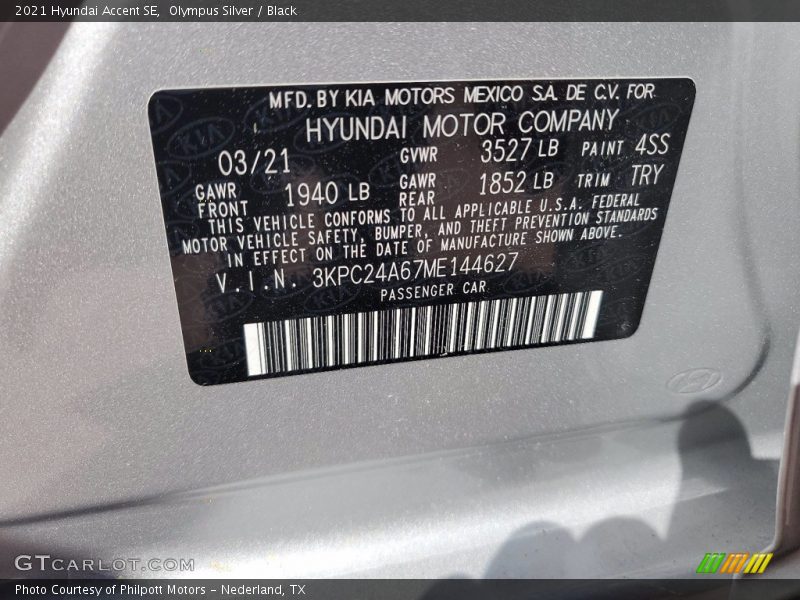 2021 Hyundai Accent SE, Olympus Silver / Black
MFD. BY KIA MOTORS MEXICO S.A. DE C.V. FOR
HYUNDAI MOTOR COMPANY
03/21 GVWR 3527 LB PAINT 4SS
GAWR FRONT 1940 LB GAWR REAR 1852 LB TRIM TRY
THIS VEHICLE CONFORMS TO ALL APPLICABLE U.S.A. FEDERAL
MOTOR VEHICLE SAFETY, BUMPER, AND THEFT PREVENTION STANDARDS
IN EFFECT ON THE DATE OF MANUFACTURE SHOWN ABOVE.
V.I.N. 3KPC24A67ME144627
PASSENGER CAR
GTCARLOT.COM
Photo Courtesy of Philpott Motors - Nederland, TX